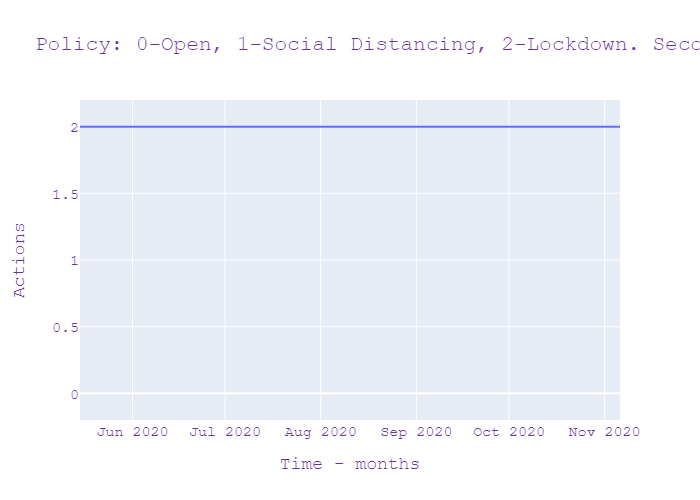 Policy: 0-Open, 1-Social Distancing, 2-Lockdown.
2
1.5
1
0.5
0
Actions
Jun 2020 Jul 2020 Aug 2020 Sep 2020 Oct 2020 Nov 2020
Time - months